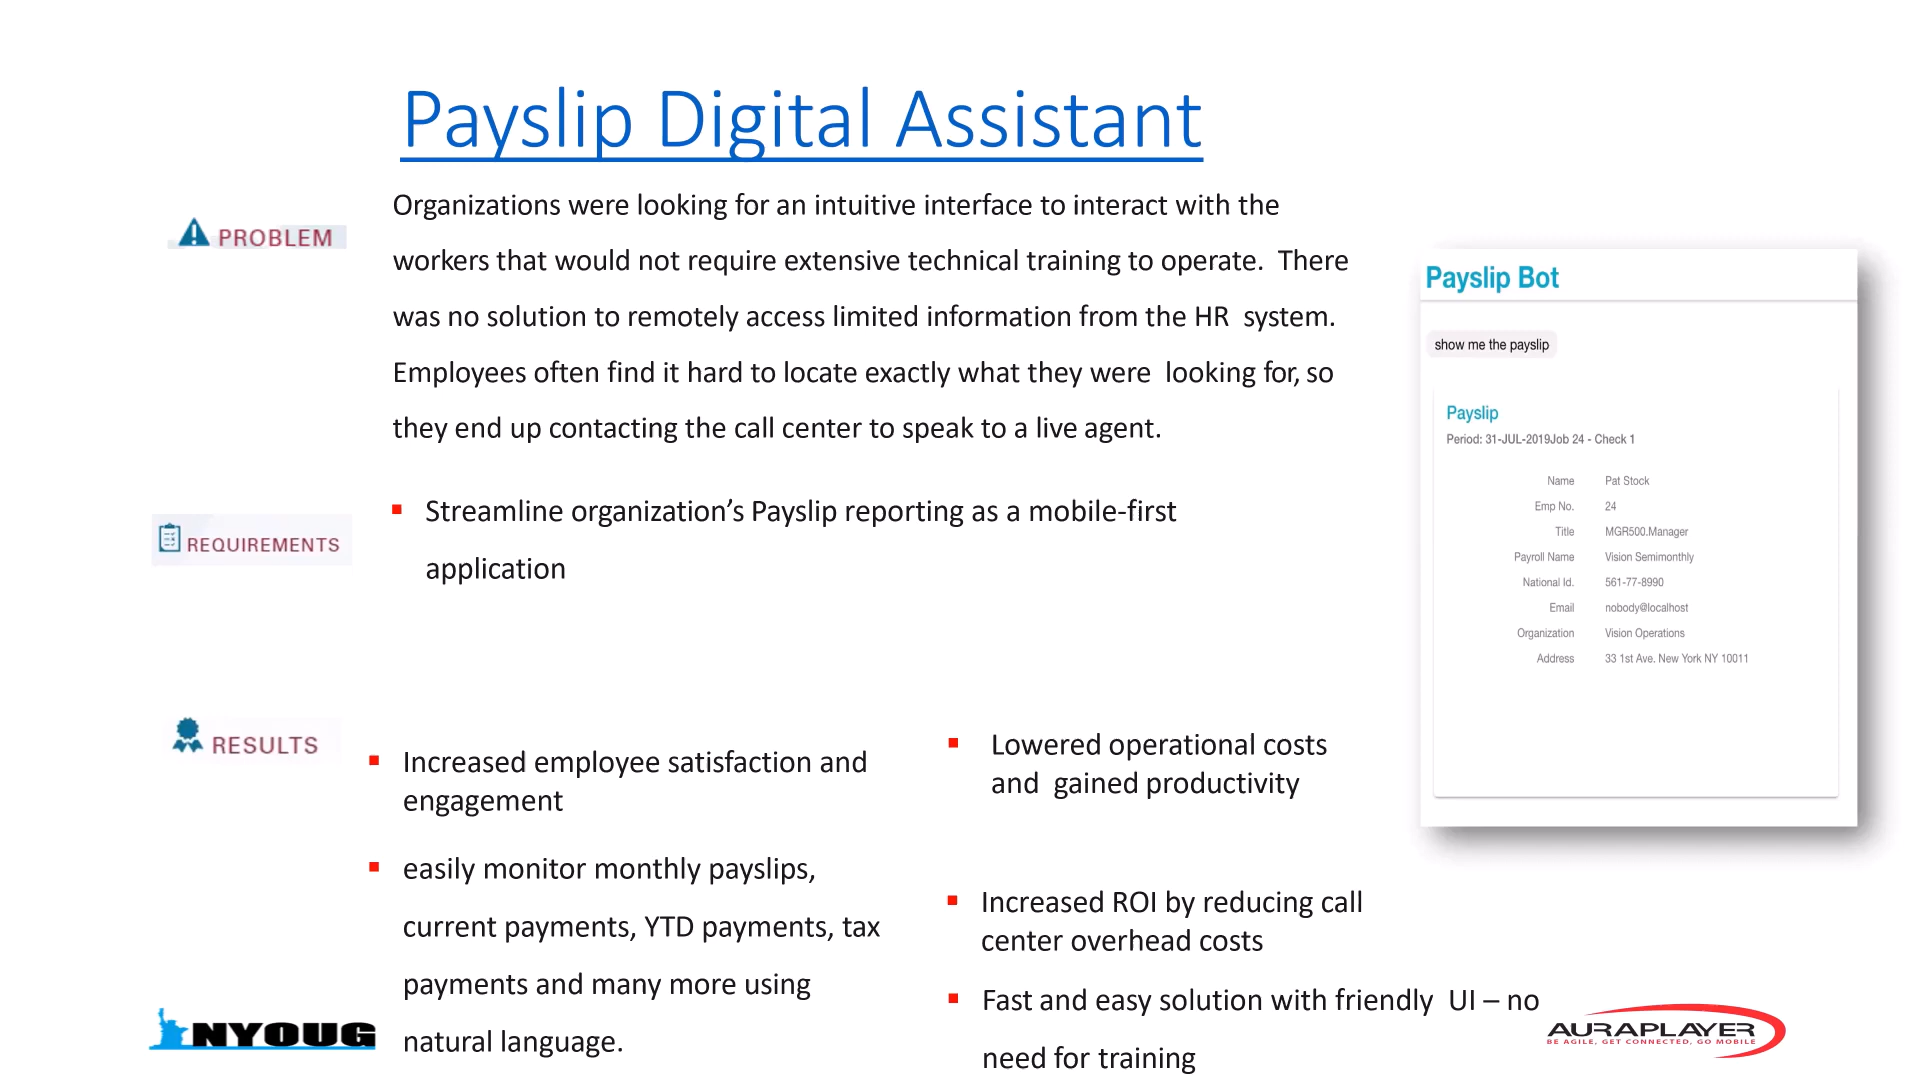 Payslip Digital Assistant
PROBLEM
Organizations were looking for an intuitive interface to interact with the
workers that would not require extensive technical training to operate.  There
was no solution to remotely access limited information from the HR  system.
Employees often find it hard to locate exactly what they were  looking for, so
they end up contacting the call center to speak to a live agent.
REQUIREMENTS
▪ Streamline organization’s Payslip reporting as a mobile-first
application
RESULTS
▪ Increased employee satisfaction and
engagement
▪ easily monitor monthly payslips,
current payments, YTD payments, tax
payments and many more using
natural language.
▪ Lowered operational costs
and  gained productivity
▪ Increased ROI by reducing call
center overhead costs
▪ Fast and easy solution with friendly  UI – no
need for training
Payslip Bot
show me the payslip
Payslip
Period: 31-JUL-2019Job 24 - Check 1
Name Pat Stock
Emp No. 24
Title MGR500.Manager
Payroll Name Vision Semimonthly
National Id. 561-77-8990
Email nobody@localhost
Organization Vision Operations
Address 33 1st Ave. New York NY 10011
NYOUG
AURAPLAYER
BE AGILE, GET CONNECTED, GO MOBILE